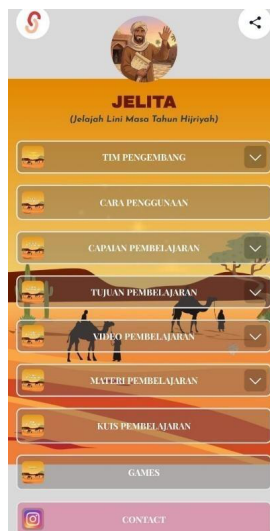 JELITA
(Jelajah Lini Masa Tahun Hijriyah)
TIM PENGEMBANG
CARA PENGGUNAAN
CAPAIAN PEMBELAJARAN
TUJUAN PEMBELAJARAN
VIDEO PEMBELAJARAN
MATERI PEMBELAJARAN
KUIS PEMBELAJARAN
GAMES
CONTACT